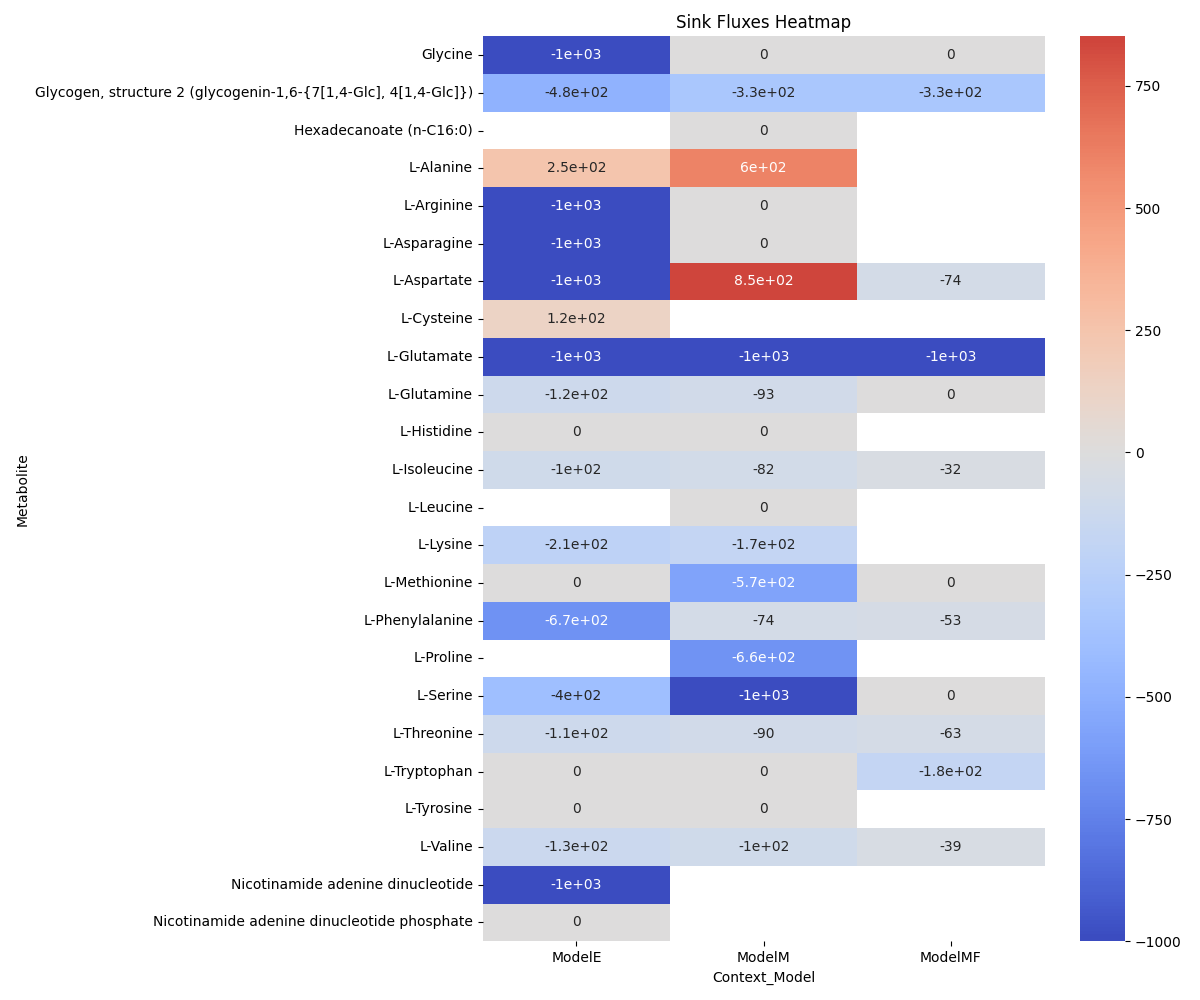 Sink Fluxes Heatmap
Glycine -1e+03 0 0
Glycogen, structure 2 (glycogenin-1,6-{7[1,4-Glc], 4[1,4-Glc]}) -4.8e+02 -3.3e+02 -3.3e+02
Hexadecanoate (n-C16:0) 0
L-Alanine 2.5e+02 6e+02
L-Arginine -1e+03 0
L-Asparagine -1e+03 0
L-Aspartate -1e+03 8.5e+02 -74
L-Cysteine 1.2e+02
L-Glutamate -1e+03 -1e+03 -1e+03
L-Glutamine -1.2e+02 -93 0
L-Histidine 0 0
L-Isoleucine -1e+02 -82 -32
L-Leucine 0
L-Lysine -2.1e+02 -1.7e+02
L-Methionine 0 -5.7e+02 0
L-Phenylalanine -6.7e+02 -74 -53
L-Proline -6.6e+02
L-Serine -4e+02 -1e+03 0
L-Threonine -1.1e+02 -90 -63
L-Tryptophan 0 0 -1.8e+02
L-Tyrosine 0 0
L-Valine -1.3e+02 -1e+02 -39
Nicotinamide adenine dinucleotide -1e+03
Nicotinamide adenine dinucleotide phosphate 0
ModelE ModelM ModelMF
Context_Model
Metabolite
750
500
250
0
−250
−500
−750
−1000